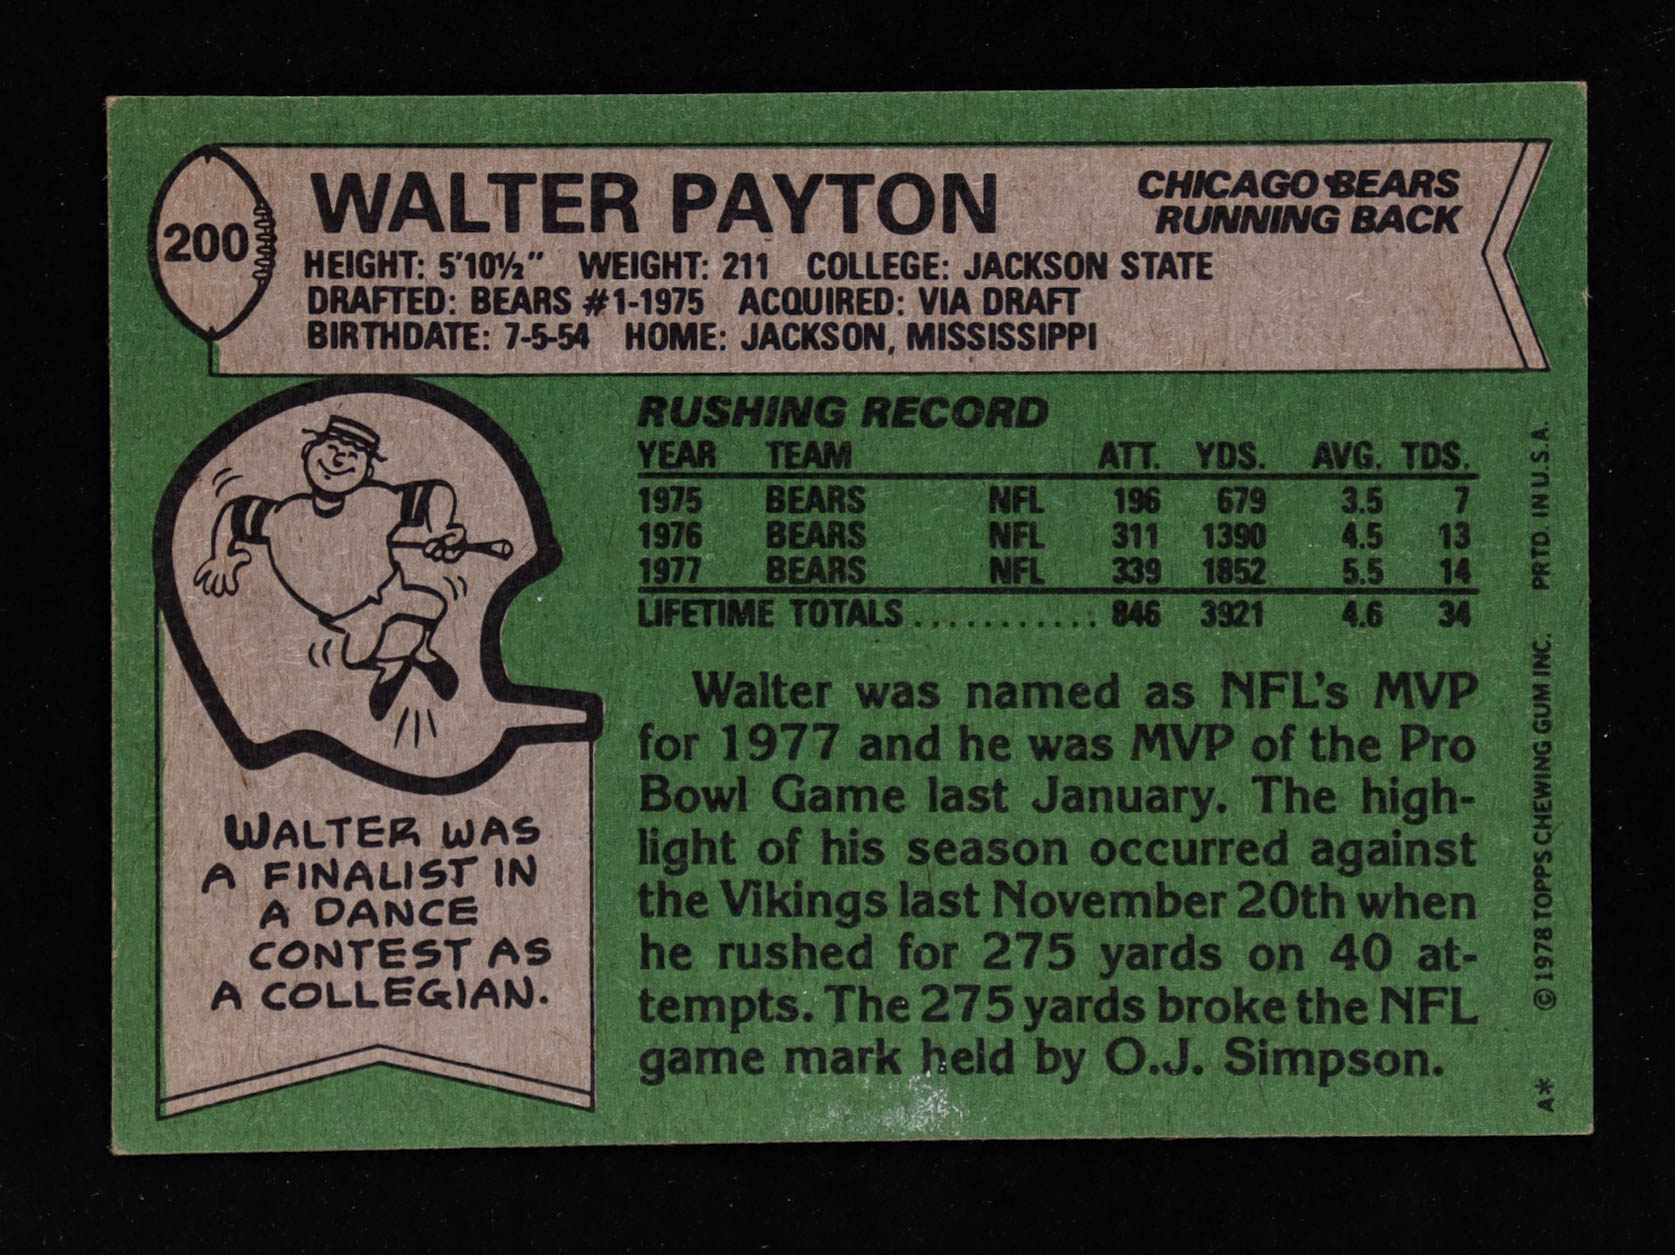 200
WALTER PAYTON
CHICAGO BEARS
RUNNING BACK
HEIGHT: 5'10½" WEIGHT: 211 COLLEGE: JACKSON STATE
DRAFTED: BEARS #1-1975 ACQUIRED: VIA DRAFT
BIRTHDATE: 7-5-54 HOME: JACKSON, MISSISSIPPI
RUSHING RECORD
YEAR TEAM ATT. YDS. AVG. TDS.
1975 BEARS NFL 196 679 3.5 7
1976 BEARS NFL 311 1390 4.5 13
1977 BEARS NFL 339 1852 5.5 14
LIFETIME TOTALS........... 846 3921 4.6 34
Walter was named as NFL's MVP
for 1977 and he was MVP of the Pro
Bowl Game last January. The high-
light of his season occurred against
the Vikings last November 20th when
he rushed for 275 yards on 40 at-
tempts. The 275 yards broke the NFL
game mark held by O.J. Simpson.
WALTER WAS
A FINALIST IN
A DANCE
CONTEST AS
A COLLEGIAN.
A* © 1978 TOPPS CHEWING GUM INC. PRTD. IN U.S.A.